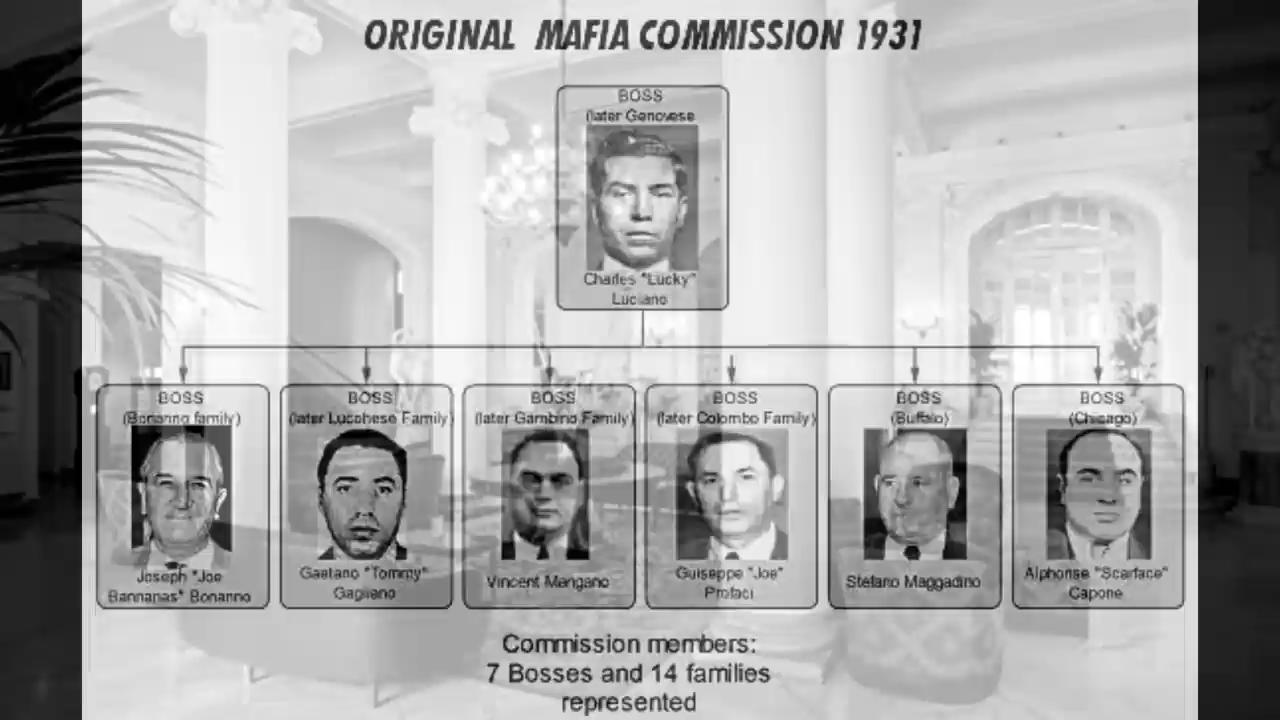 ORIGINAL MAFIA COMMISSION 1931
BOSS
(later Genovese
Charles "Lucky"
Luciano
BOSS
(Bonanno family)
Joseph "Joe
Bannanas" Bonanno
BOSS
(later Lucchese Family)
Gaetano "Tommy"
Gagliano
BOSS
(later Gambino Family)
Vincent Mangano
BOSS
(later Colombo Family)
Guiseppe "Joe"
Profaci
BOSS
(Buffalo)
Stefano Maggadino
BOSS
(Chicago)
Alphonse "Scarface"
Capone
Commission members:
7 Bosses and 14 families
represented